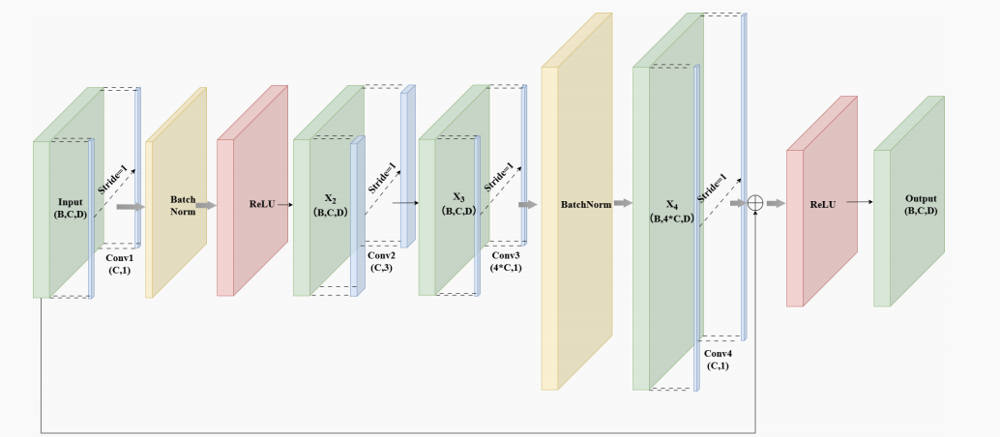 Input
(B,C,D)
Stride=1
Conv1
(C,1)
Batch
Norm
ReLU
X2
(B,C,D)
Stride=1
Conv2
(C,3)
X3
(B,C,D)
Stride=1
Conv3
(4*C,1)
BatchNorm
X4
(B,4*C,D)
Stride=1
Conv4
(C,1)
ReLU
Output
(B,C,D)